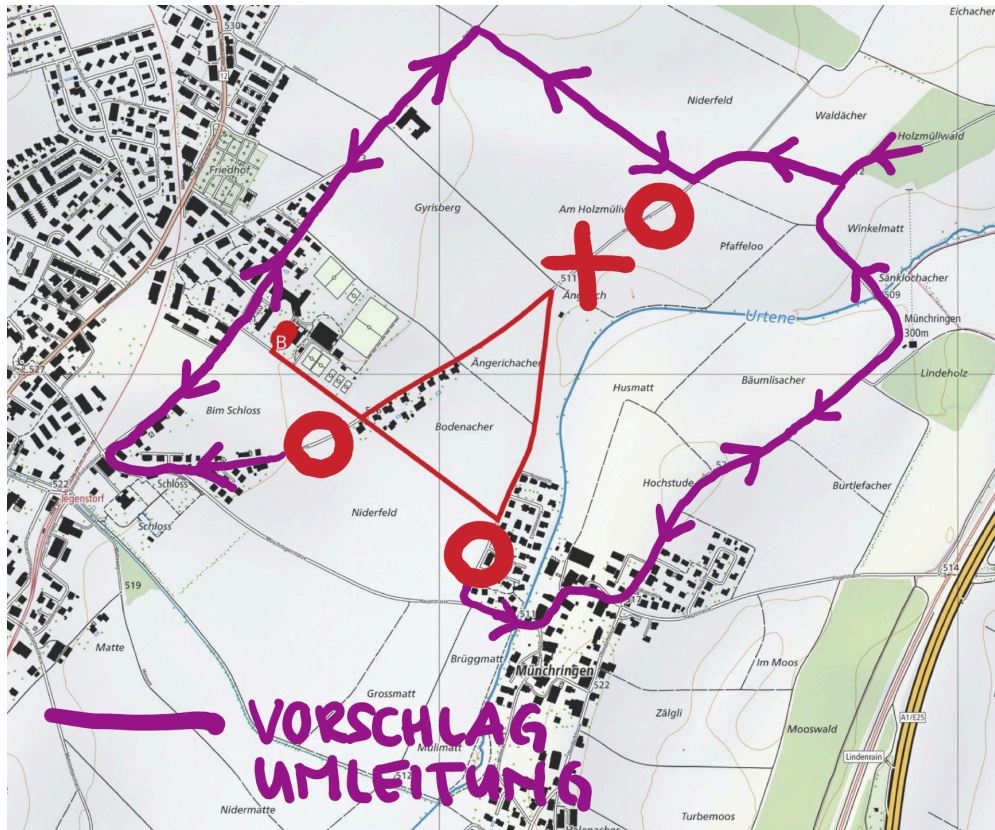 Eichacher
530
Niderfeld
Waldächer
12
Holzmüliwald
Friedhof
Gyrisberg
Am Holzmüli
Pfaffeloo
Winkelmatt
511
Sänklochacher
509
Urtene
Münchringen
300m
B
527
Ängerichacher
Husmatt
Bäumlisacher
Lindeholz
Bim Schloss
Bodenacher
522
Jegenstorf
Schloss
Schloss
Niderfeld
Hochstude
Burtlefacher
519
514
Matte
Brüggmatt
Münchringen
522
Im Moos
Grossmatt
Zälgli
Mooswald
A1/E25
Lindenrain
VORSCHLAG
UMLEITUNG
Mülimatt
512
Nidermatte
Turbemoos